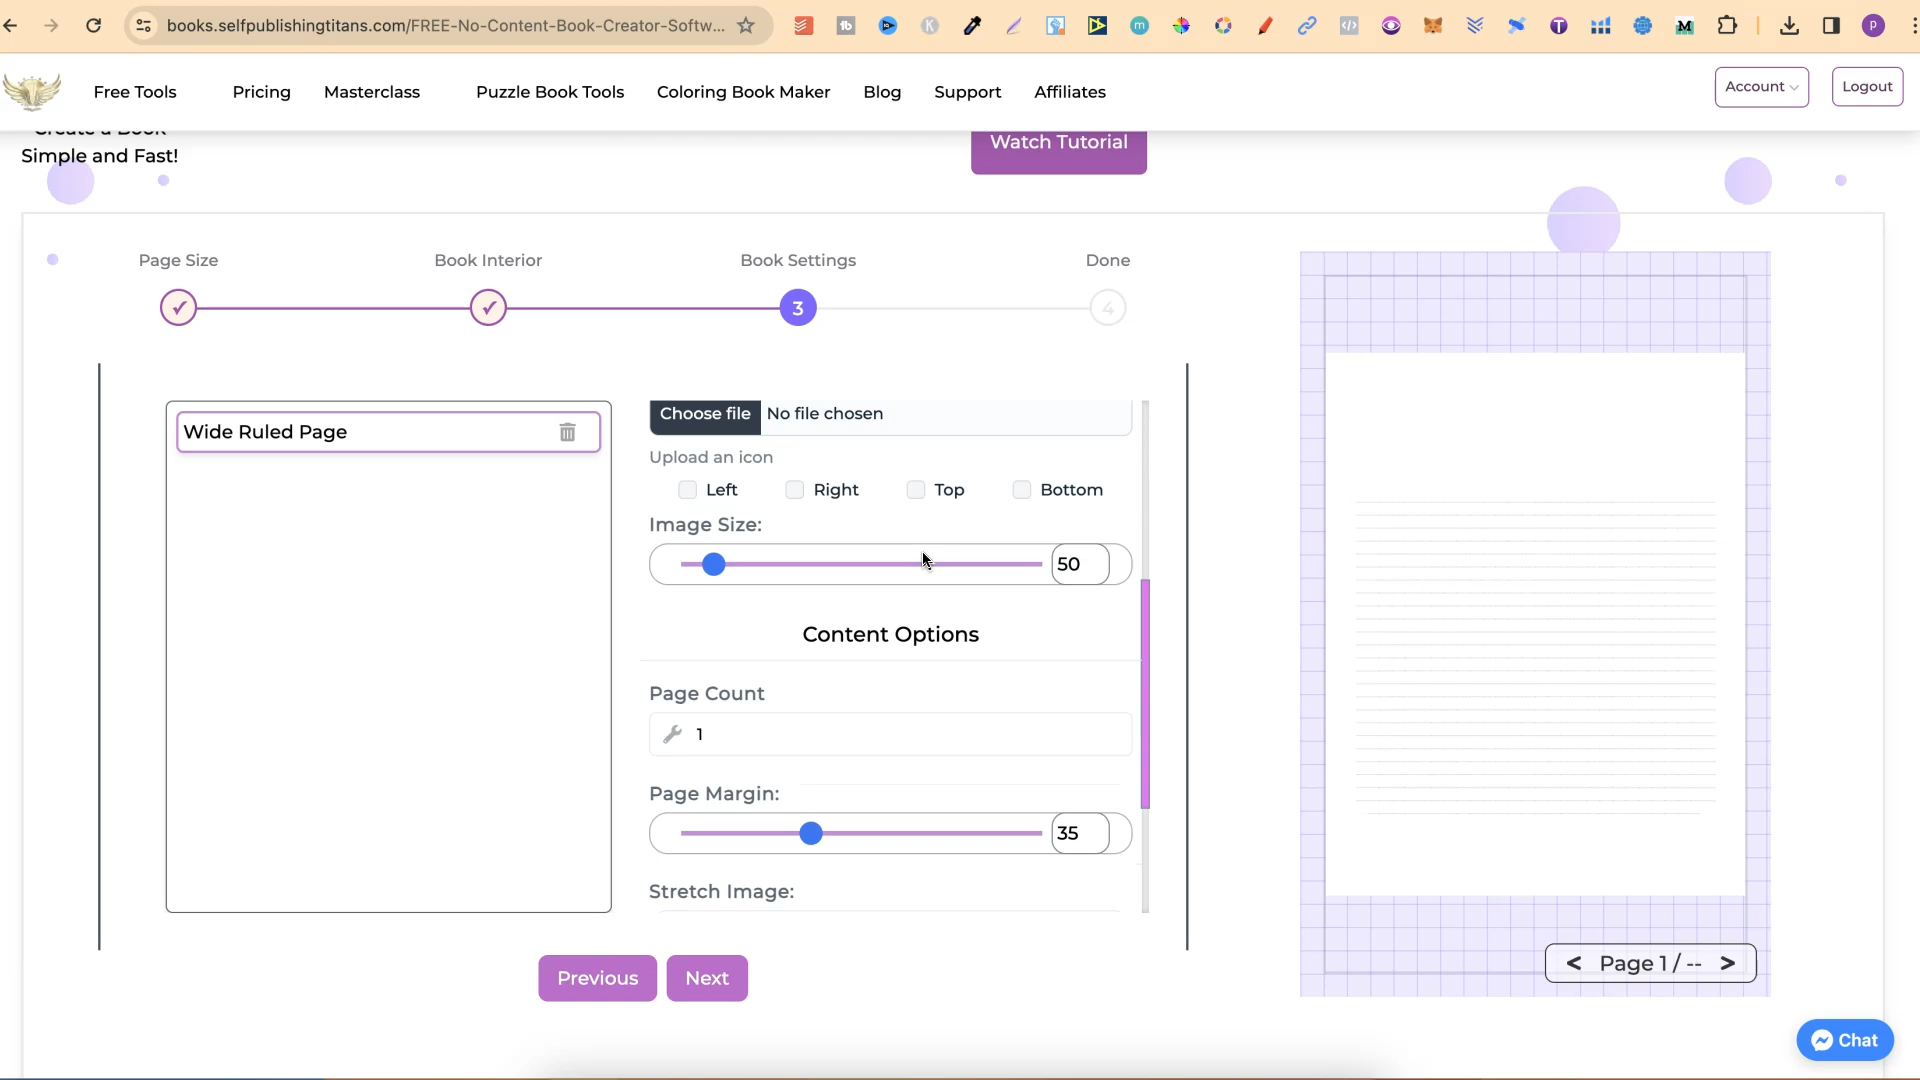 books.selfpublishingtitans.com/FREE-No-Content-Book-Creator-Softw...
Free Tools
Pricing
Masterclass
Puzzle Book Tools
Coloring Book Maker
Blog
Support
Affiliates
Account
Logout
Create a Book
Simple and Fast!
Watch Tutorial
Page Size
Book Interior
Book Settings
Done
3
4
Wide Ruled Page
Choose file
No file chosen
Upload an icon
Left
Right
Top
Bottom
Image Size:
50
Content Options
Page Count
1
Page Margin:
35
Stretch Image:
Previous
Next
< Page 1 / -- >
Chat